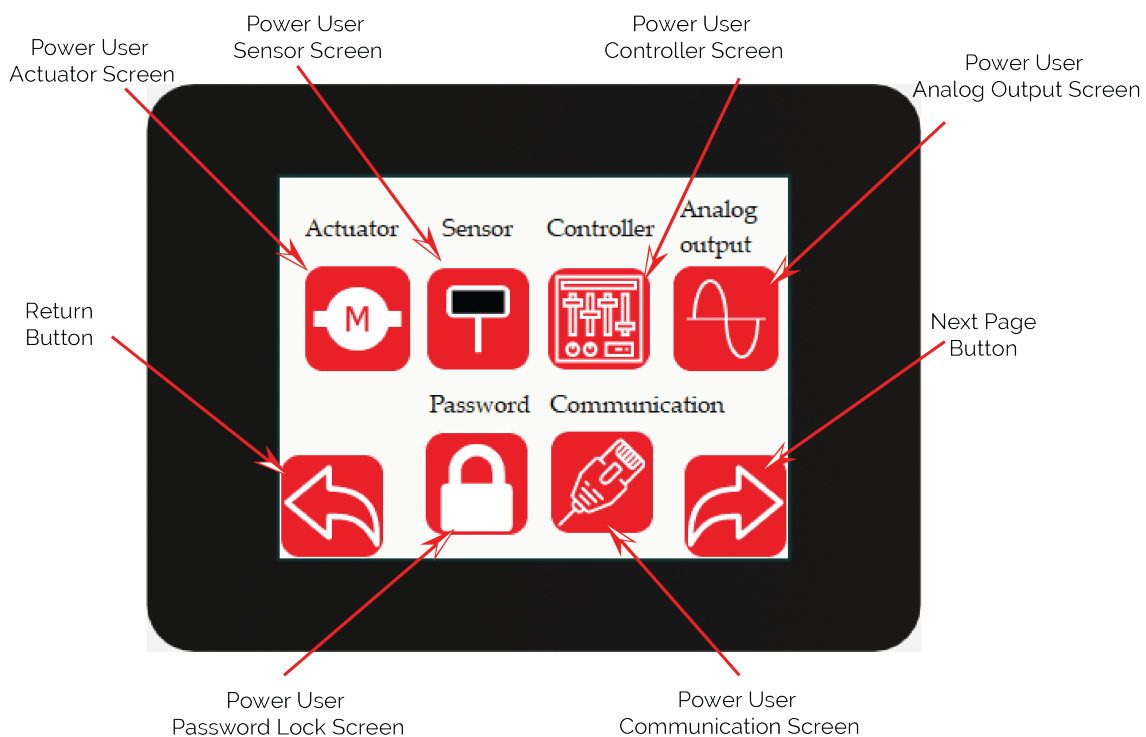 Power User
Sensor Screen
Power User
Controller Screen
Power User
Actuator Screen
Power User
Analog Output Screen
Actuator
Sensor
Controller
Analog
output
M
Return
Button
Next Page
Button
Password
Communication
Power User
Password Lock Screen
Power User
Communication Screen